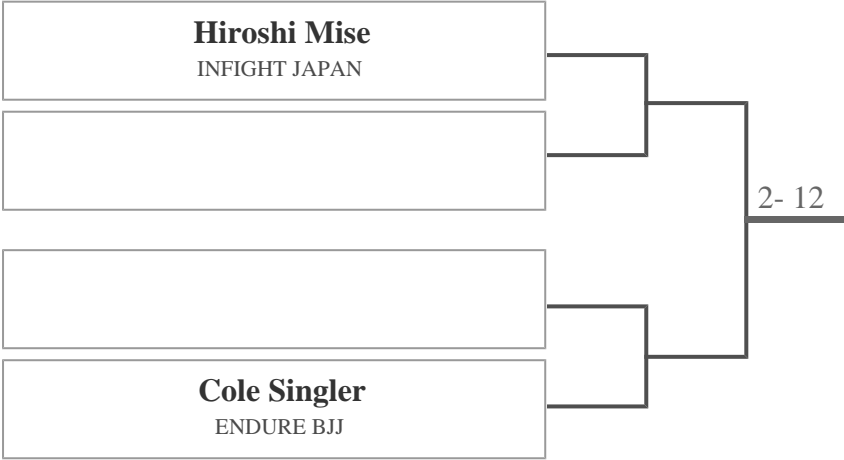 Hiroshi Mise
INFIGHT JAPAN
2- 12
Cole Singler
ENDURE BJJ